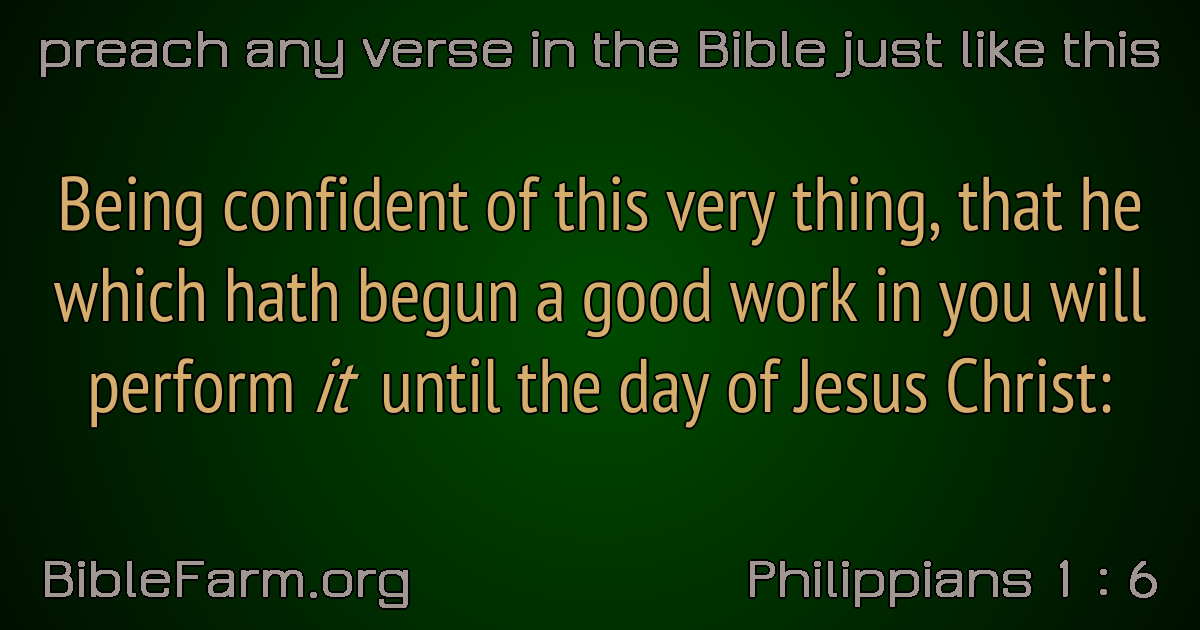 preach any verse in the Bible just like this
Being confident of this very thing, that he
which hath begun a good work in you will
perform it until the day of Jesus Christ:
BibleFarm.org
Philippians 1 : 6